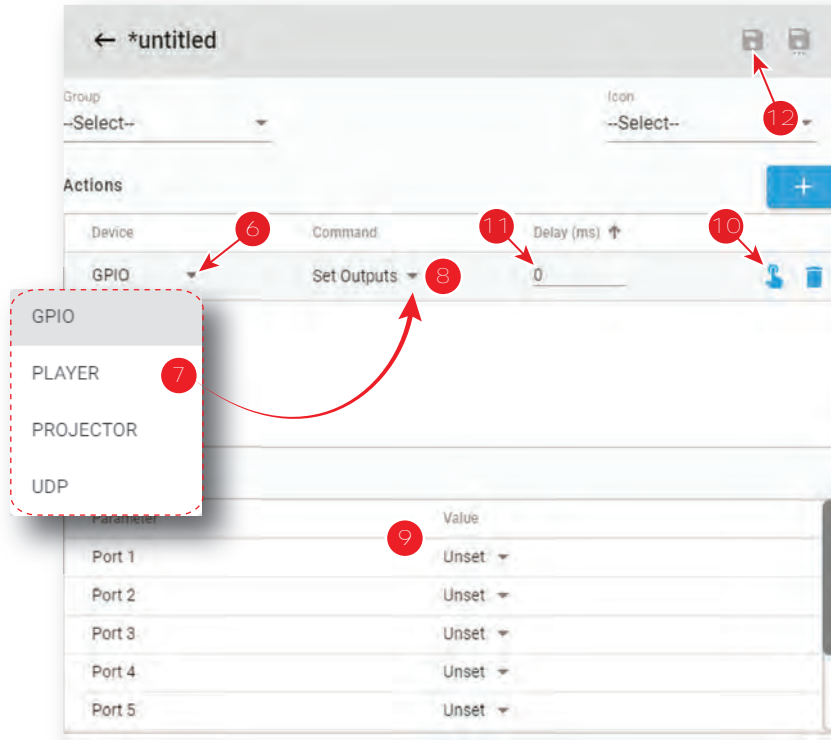 ← *untitled
Group
Icon
--Select--
--Select--
12
Actions
+
Device
6
Command
11
Delay (ms) ↑
10
GPIO
Set Outputs
8
0
GPIO
PLAYER
7
PROJECTOR
UDP
Parameter
9
Value
Port 1
Unset
Port 2
Unset
Port 3
Unset
Port 4
Unset
Port 5
Unset